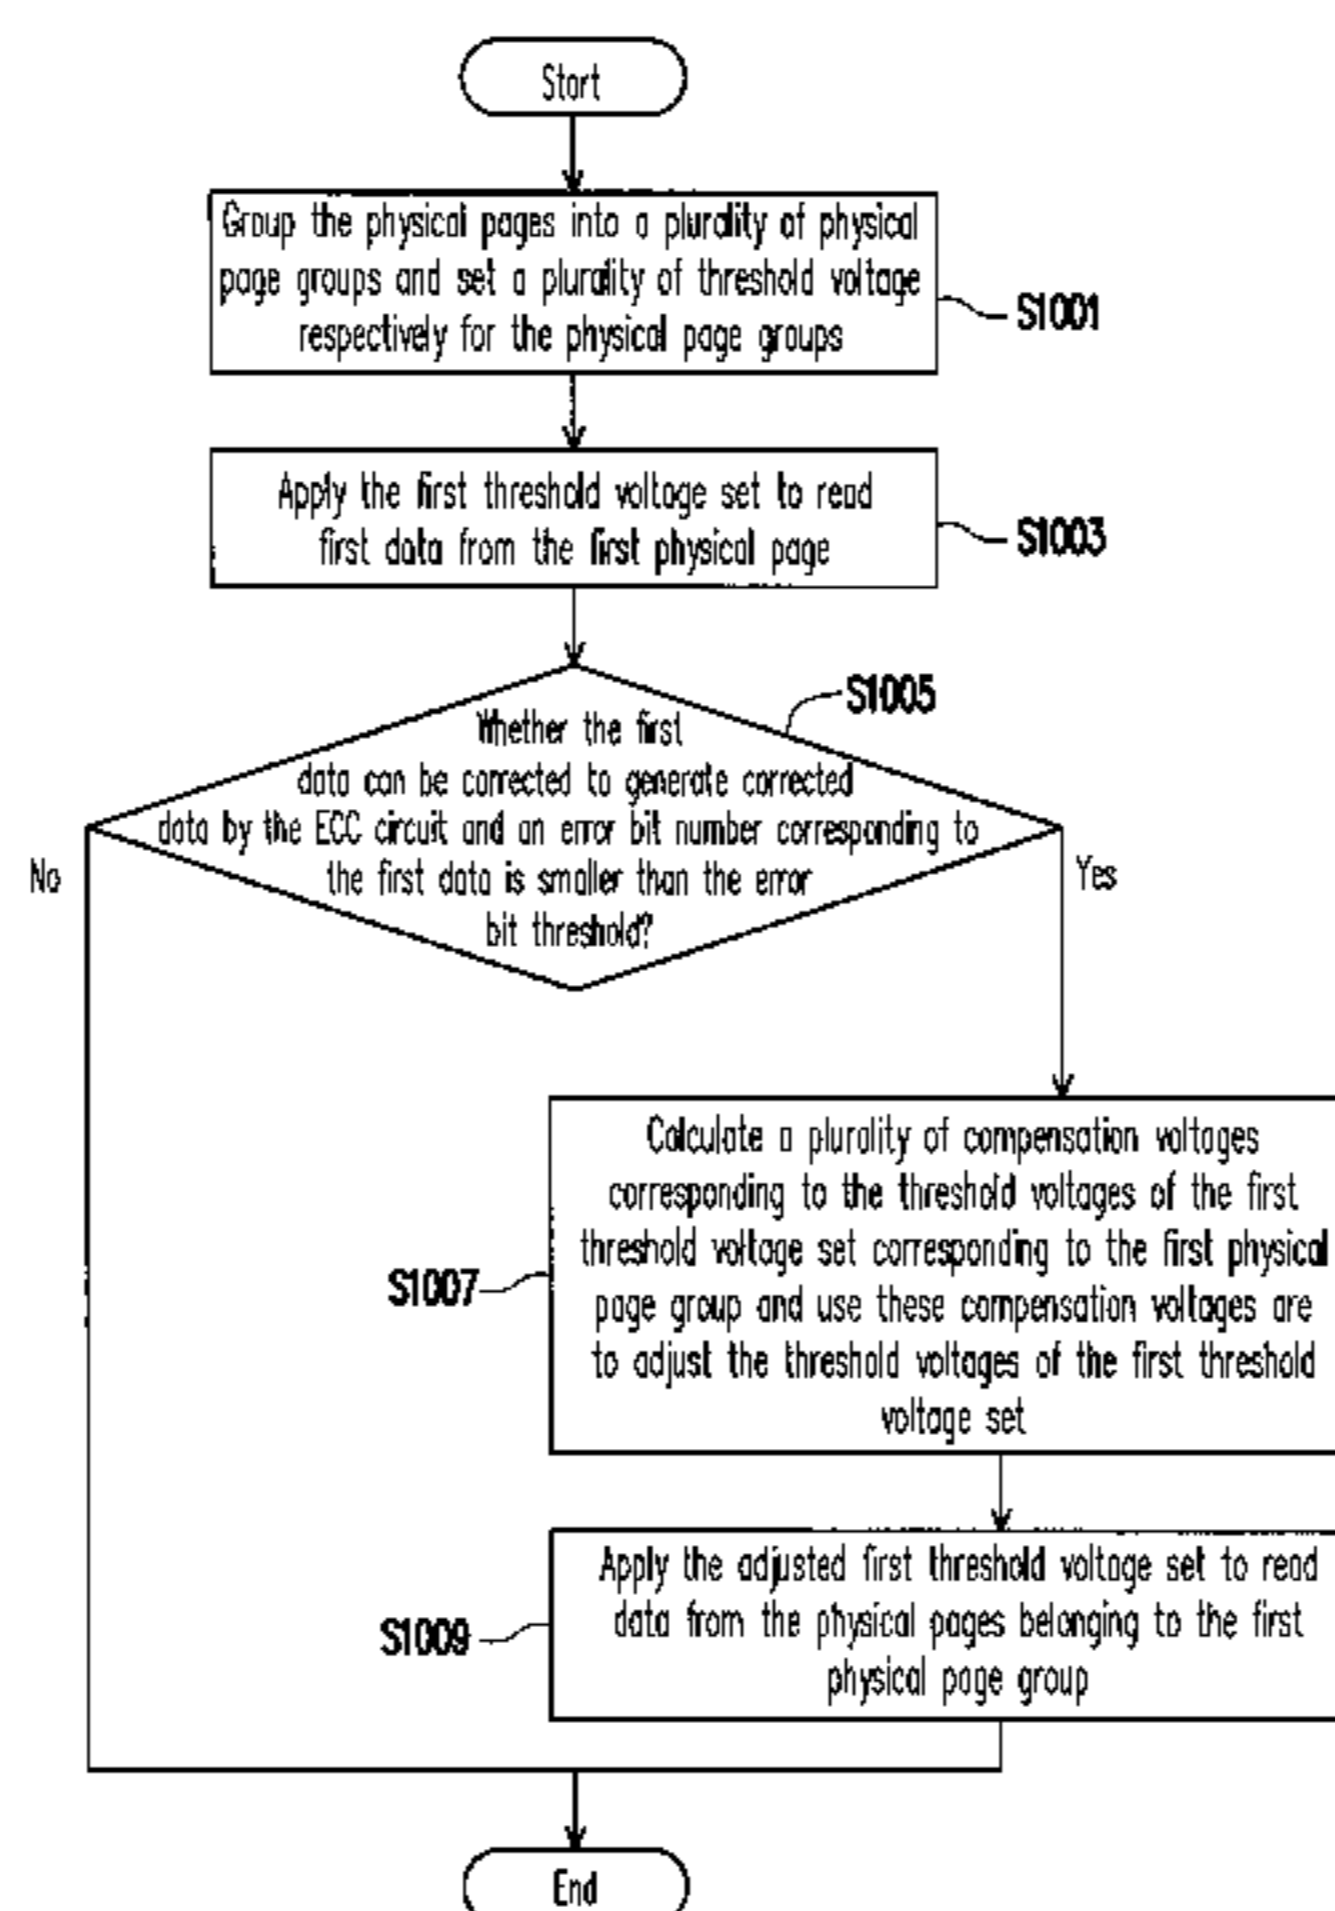 Start
Group the physical pages into a plurality of physical
page groups and set a plurality of threshold voltage
respectively for the physical page groups
S1001
Apply the first threshold voltage set to read
first data from the first physical page
S1003
S1005
Whether the first
data can be corrected to generate corrected
data by the ECC circuit and an error bit number corresponding to
the first data is smaller than the error
bit threshold?
No
Yes
Calculate a plurality of compensation voltages
corresponding to the threshold voltages of the first
threshold voltage set corresponding to the first physical
page group and use these compensation voltages are
to adjust the threshold voltages of the first threshold
voltage set
S1007
Apply the adjusted first threshold voltage set to read
data from the physical pages belonging to the first
physical page group
S1009
End